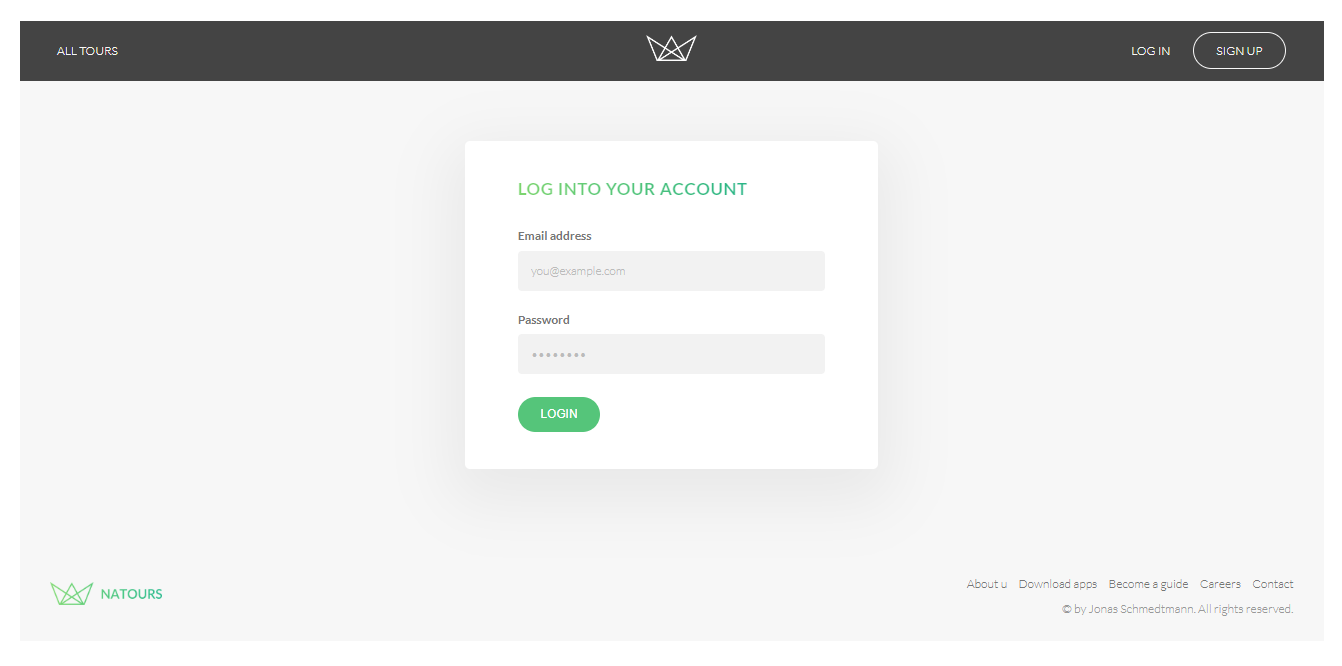 ALL TOURS
LOG IN
SIGN UP
LOG INTO YOUR ACCOUNT
Email address
you@example.com
Password
••••••••
LOGIN
NATOURS
About u Download apps Become a guide Careers Contact
© by Jonas Schmedtmann. All rights reserved.